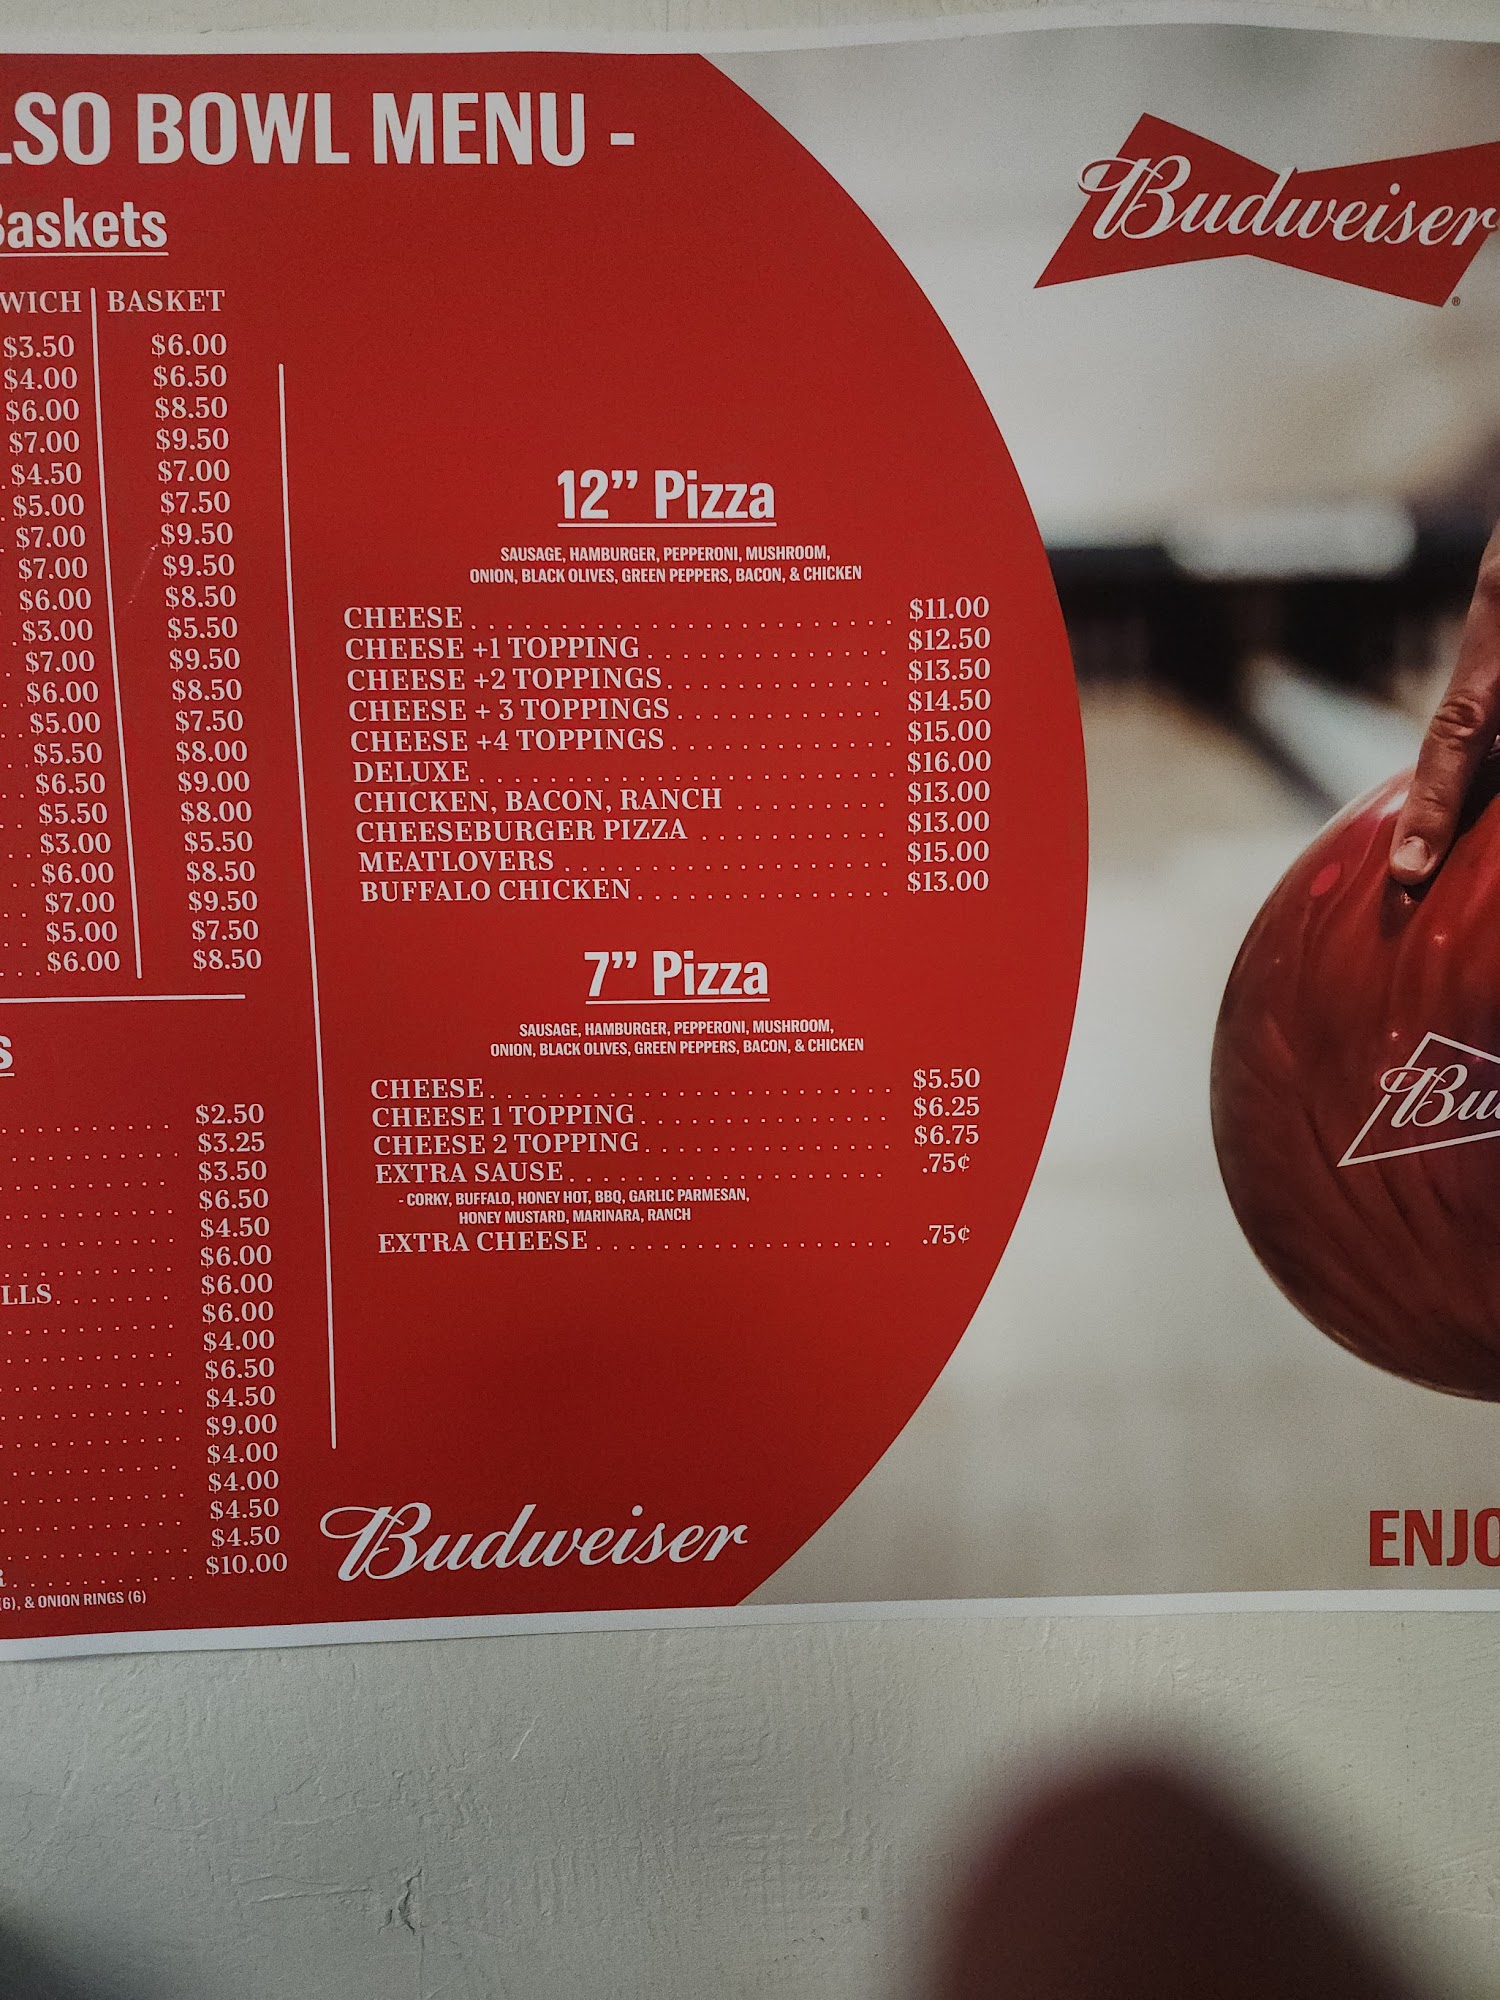 LSO BOWL MENU -
Baskets
WICH | BASKET
$3.50 $6.00
$4.00 $6.50
$6.00 $8.50
$7.00 $9.50
$4.50 $7.00
$5.00 $7.50
$7.00 $9.50
$7.00 $9.50
$6.00 $8.50
$3.00 $5.50
$7.00 $9.50
$6.00 $8.50
$5.00 $7.50
$5.50 $8.00
$6.50 $9.00
$5.50 $8.00
$3.00 $5.50
$6.00 $8.50
$7.00 $9.50
$5.00 $7.50
$6.00 $8.50
S
$2.50
$3.25
$3.50
$6.50
$4.50
$6.00
LLS. $6.00
$6.00
$4.00
$6.50
$4.50
$9.00
$4.00
$4.00
$4.50
$4.50
R $10.00
(6), & ONION RINGS (6)
12” Pizza
SAUSAGE, HAMBURGER, PEPPERONI, MUSHROOM,
ONION, BLACK OLIVES, GREEN PEPPERS, BACON, & CHICKEN
CHEESE $11.00
CHEESE +1 TOPPING $12.50
CHEESE +2 TOPPINGS $13.50
CHEESE + 3 TOPPINGS $14.50
CHEESE +4 TOPPINGS $15.00
DELUXE $16.00
CHICKEN, BACON, RANCH $13.00
CHEESEBURGER PIZZA $13.00
MEATLOVERS $15.00
BUFFALO CHICKEN $13.00
7” Pizza
SAUSAGE, HAMBURGER, PEPPERONI, MUSHROOM,
ONION, BLACK OLIVES, GREEN PEPPERS, BACON, & CHICKEN
CHEESE $5.50
CHEESE 1 TOPPING $6.25
CHEESE 2 TOPPING $6.75
EXTRA SAUSE .75¢
- CORKY, BUFFALO, HONEY HOT, BBQ, GARLIC PARMESAN,
HONEY MUSTARD, MARINARA, RANCH
EXTRA CHEESE .75¢
Budweiser
Budweiser®
Bu
ENJO